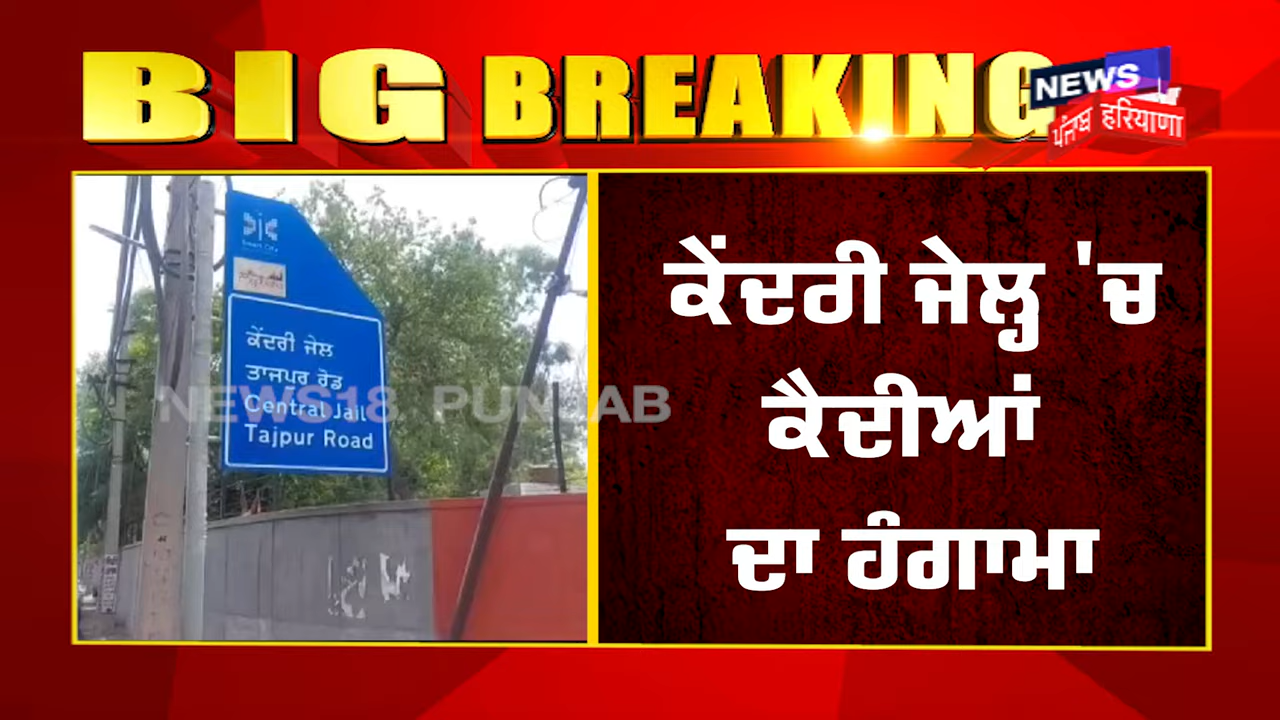 BIG BREAKING
NEWS
ਪੰਜਾਬ ਹਰਿਆਣਾ
ਕੇਂਦਰੀ ਜੇਲ
ਤਾਜਪੁਰ ਰੋਡ
Central Jail
Tajpur Road
NEWS18 PUNJAB
ਕੇਂਦਰੀ ਜੇਲ੍ਹ 'ਚ
ਕੈਦੀਆਂ
ਦਾ ਹੰਗਾਮਾ